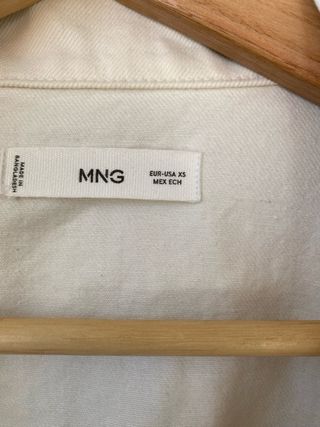 MADE IN
BANGLADESH
MNG
EUR-USA XS
MEX ECH